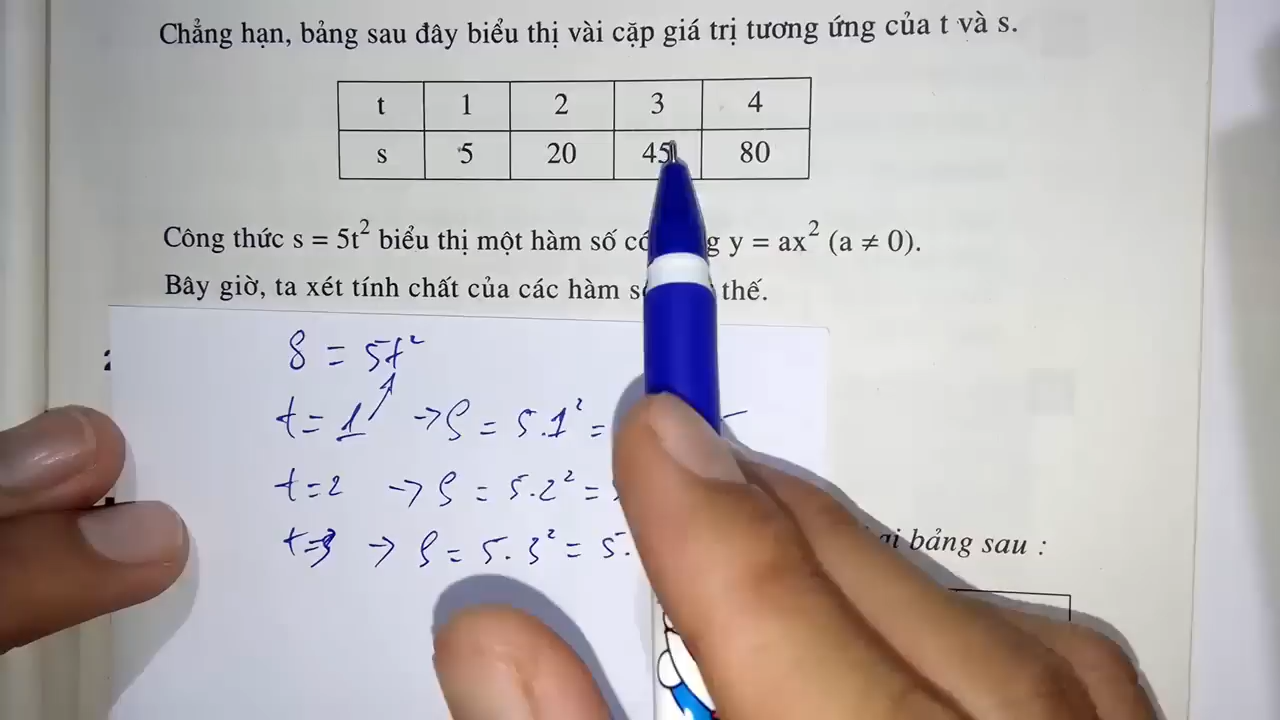 Chẳng hạn, bảng sau đây biểu thị vài cặp giá trị tương ứng của t và s.
t 1 2 3 4
s 5 20 45 80
Công thức s = 5t² biểu thị một hàm số có g y = ax² (a ≠ 0).
Bây giờ, ta xét tính chất của các hàm s thế.
s = 5t²
t = 1 → s = 5.1² =
t = 2 → s = 5.2² =
t = 3 → s = 5.3² = 5.
bảng sau :